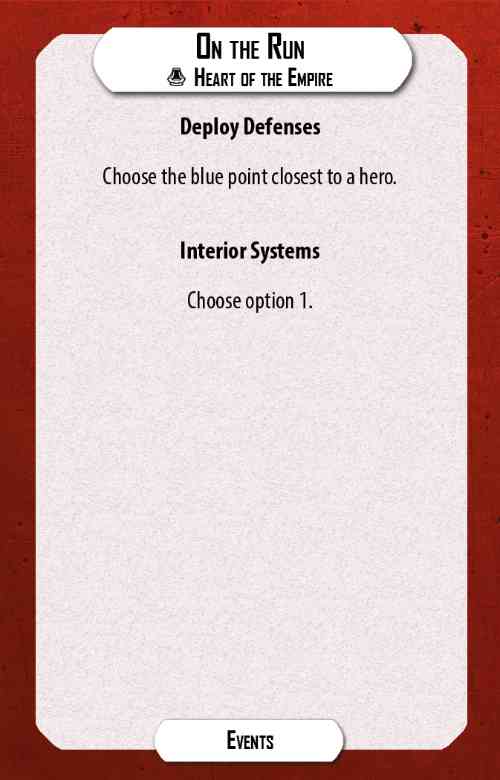 On the Run
Heart of the Empire
Deploy Defenses
Choose the blue point closest to a hero.
Interior Systems
Choose option 1.
Events